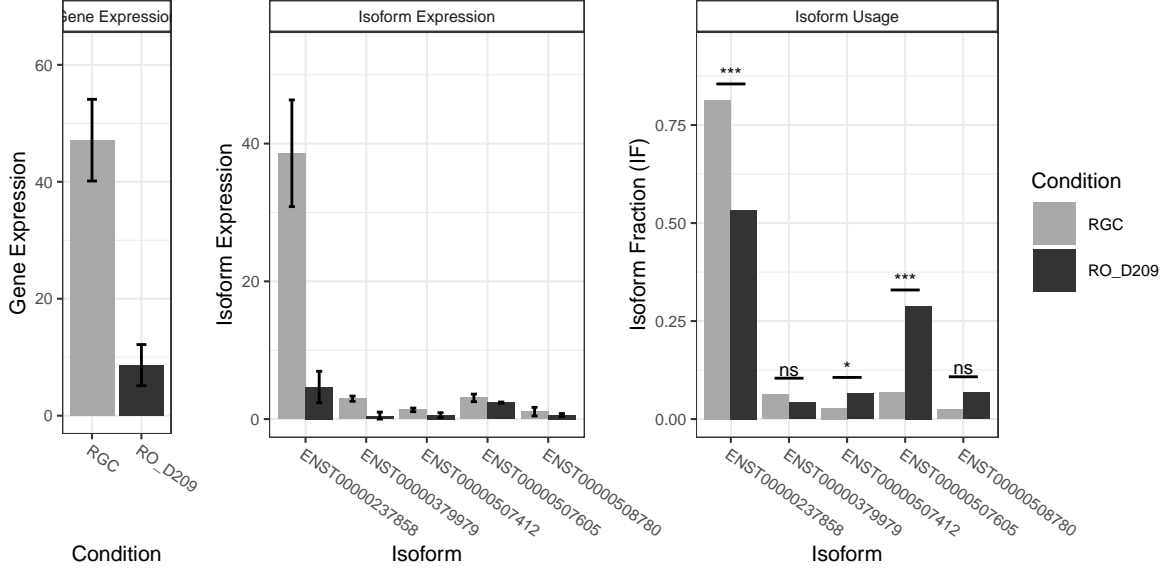 Gene Expression
Isoform Expression
Isoform Usage
Gene Expression
60
40
20
0
RGC
RO_D209
Condition
Isoform Expression
40
20
0
ENST00000237858
ENST00000379979
ENST00000507412
ENST00000507605
ENST00000508780
Isoform
Isoform Fraction (IF)
0.75
0.50
0.25
0.00
***
ns
*
***
ns
ENST00000237858
ENST00000379979
ENST00000507412
ENST00000507605
ENST00000508780
Isoform
Condition
RGC
RO_D209